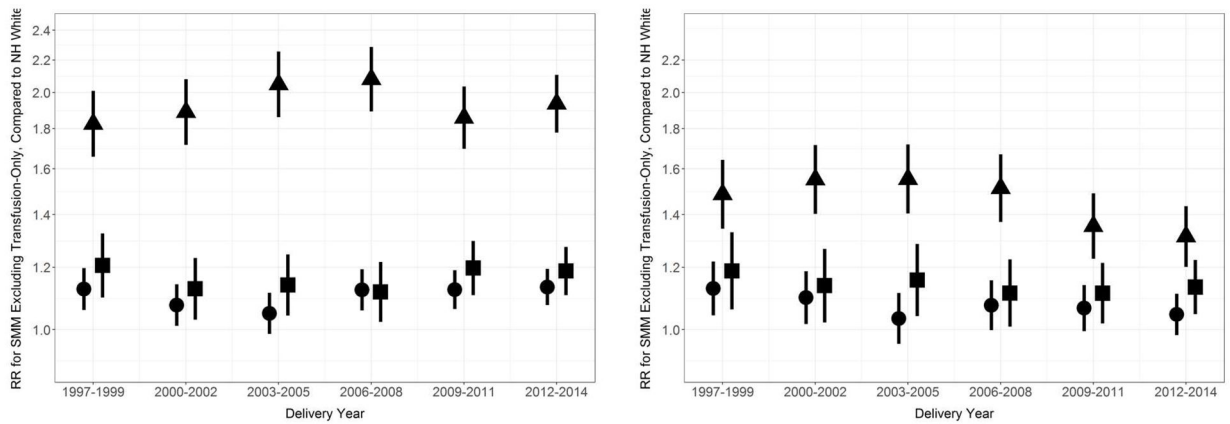 RR for SMM Excluding Transfusion-Only, Compared to NH White
2.4
2.2
2.0
1.8
1.6
1.4
1.2
1.0
1997-1999 2000-2002 2003-2005 2006-2008 2009-2011 2012-2014
Delivery Year
RR for SMM Excluding Transfusion-Only, Compared to NH White
2.2
2.0
1.8
1.6
1.4
1.2
1.0
1997-1999 2000-2002 2003-2005 2006-2008 2009-2011 2012-2014
Delivery Year